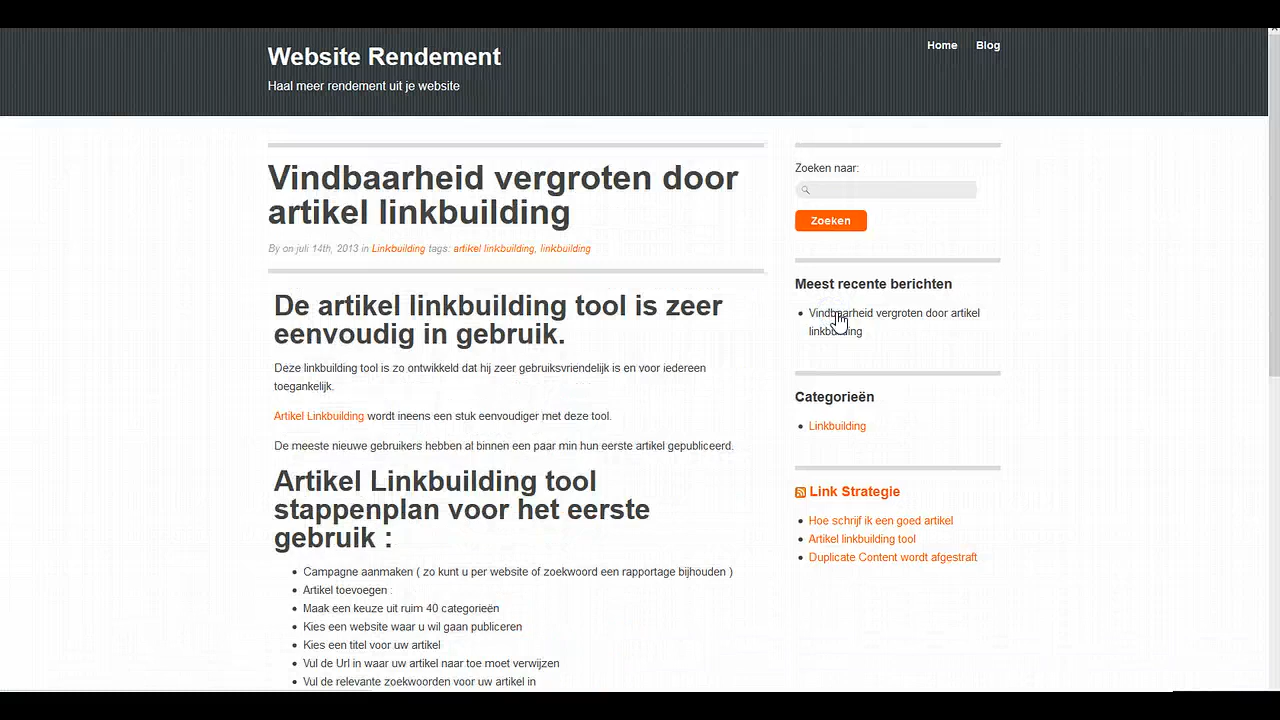 Website Rendement
Haal meer rendement uit je website
Home
Blog
Vindbaarheid vergroten door
artikel linkbuilding
By on juli 14th, 2013 in Linkbuilding tags: artikel linkbuilding, linkbuilding
De artikel linkbuilding tool is zeer
eenvoudig in gebruik.
Deze linkbuilding tool is zo ontwikkeld dat hij zeer gebruiksvriendelijk is en voor iedereen
toegankelijk.
Artikel Linkbuilding wordt ineens een stuk eenvoudiger met deze tool.
De meeste nieuwe gebruikers hebben al binnen een paar min hun eerste artikel gepubliceerd.
Artikel Linkbuilding tool
stappenplan voor het eerste
gebruik :
• Campagne aanmaken ( zo kunt u per website of zoekwoord een rapportage bijhouden )
• Artikel toevoegen :
• Maak een keuze uit ruim 40 categorieën
• Kies een website waar u wil gaan publiceren
• Kies een titel voor uw artikel
• Vul de Url in waar uw artikel naar toe moet verwijzen
• Vul de relevante zoekwoorden voor uw artikel in
Zoeken naar:
Zoeken
Meest recente berichten
• Vindbaarheid vergroten door artikel
linkbuilding
Categorieën
• Linkbuilding
Link Strategie
• Hoe schrijf ik een goed artikel
• Artikel linkbuilding tool
• Duplicate Content wordt afgestraft